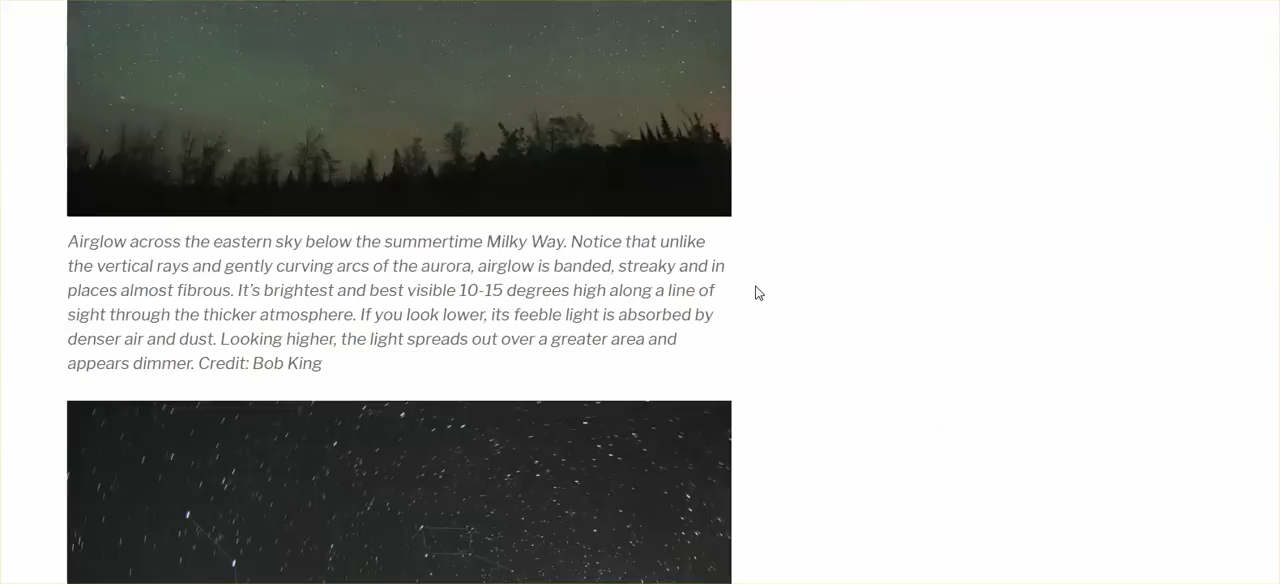 Airglow across the eastern sky below the summertime Milky Way. Notice that unlike
the vertical rays and gently curving arcs of the aurora, airglow is banded, streaky and in
places almost fibrous. It’s brightest and best visible 10-15 degrees high along a line of
sight through the thicker atmosphere. If you look lower, its feeble light is absorbed by
denser air and dust. Looking higher, the light spreads out over a greater area and
appears dimmer. Credit: Bob King